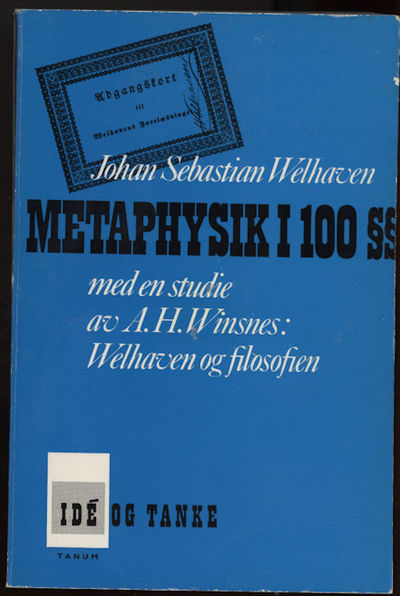 Adgangskort
til
Welhavens Forelæsninge
Johan Sebastian Welhaven
METAPHYSIK I 100 §§
med en studie
av A.H.Winsnes:
Welhaven og filosofien
IDÉ OG TANKE
TANUM